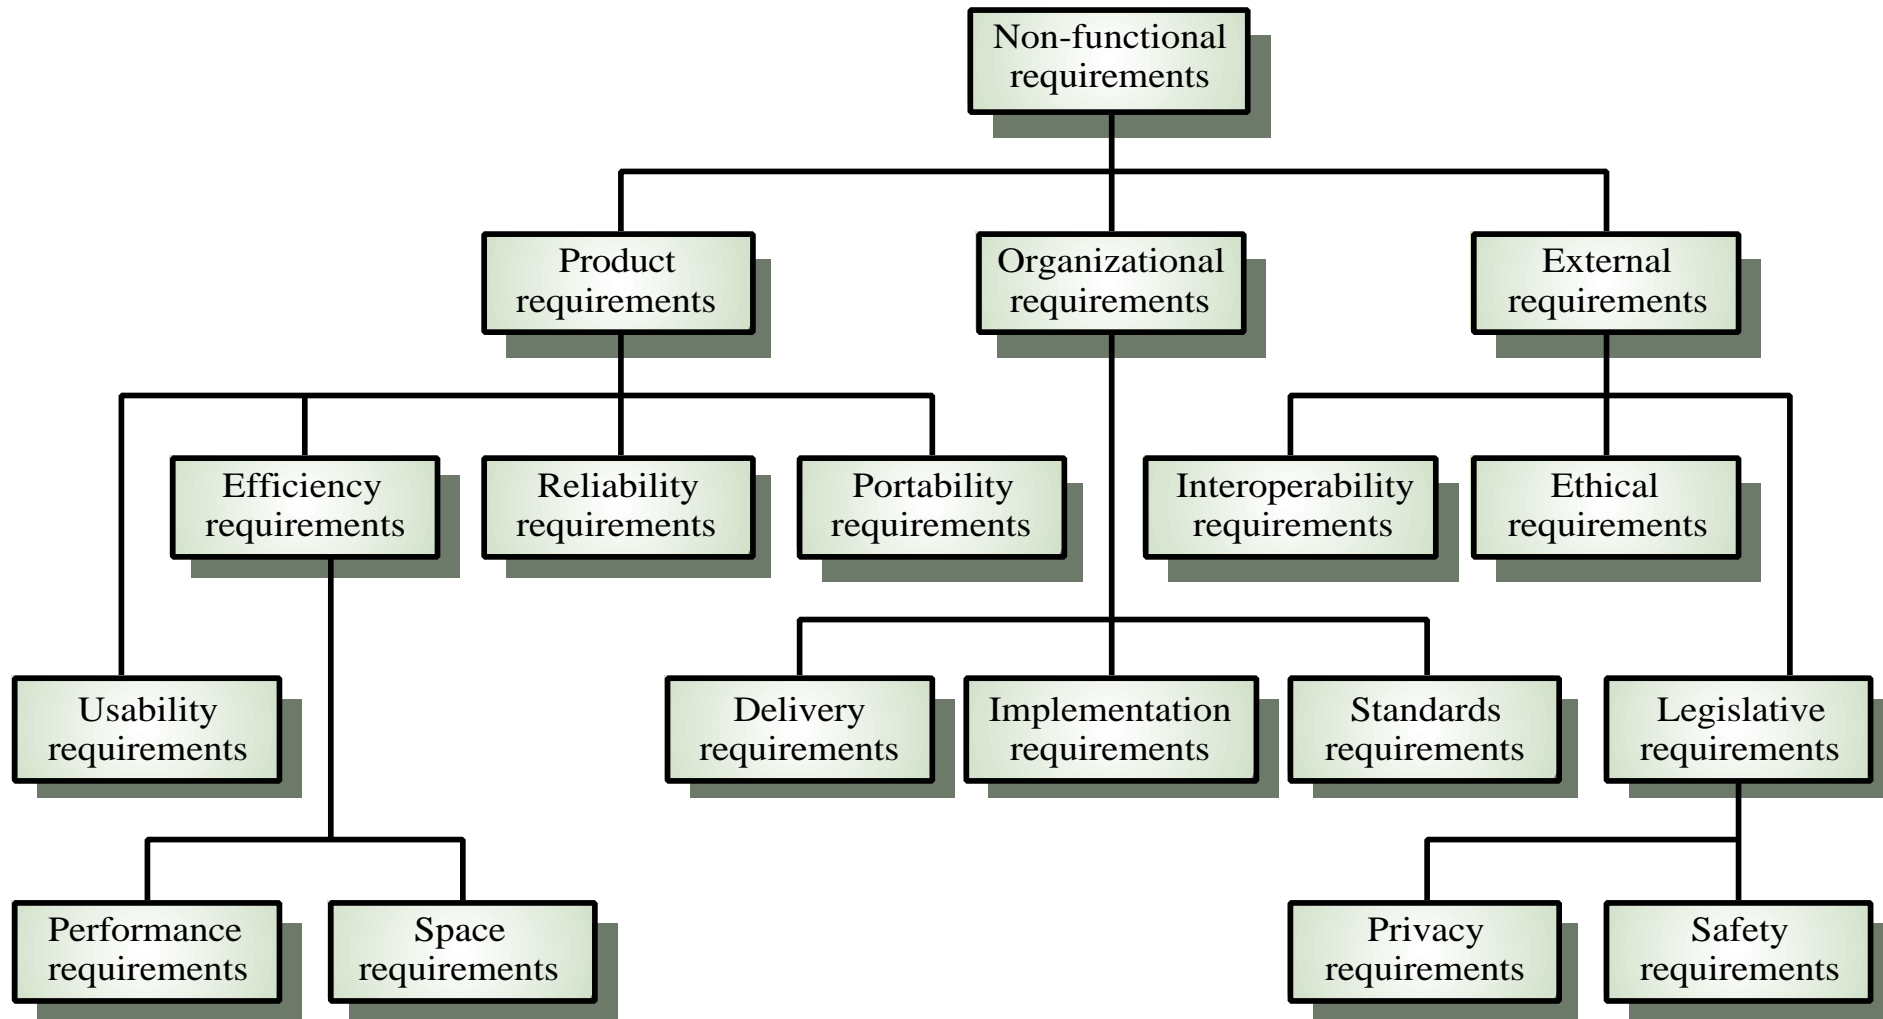 Non-functional
requirements
Product
requirements
Organizational
requirements
External
requirements
Efficiency
requirements
Reliability
requirements
Portability
requirements
Interoperability
requirements
Ethical
requirements
Usability
requirements
Delivery
requirements
Implementation
requirements
Standards
requirements
Legislative
requirements
Performance
requirements
Space
requirements
Privacy
requirements
Safety
requirements